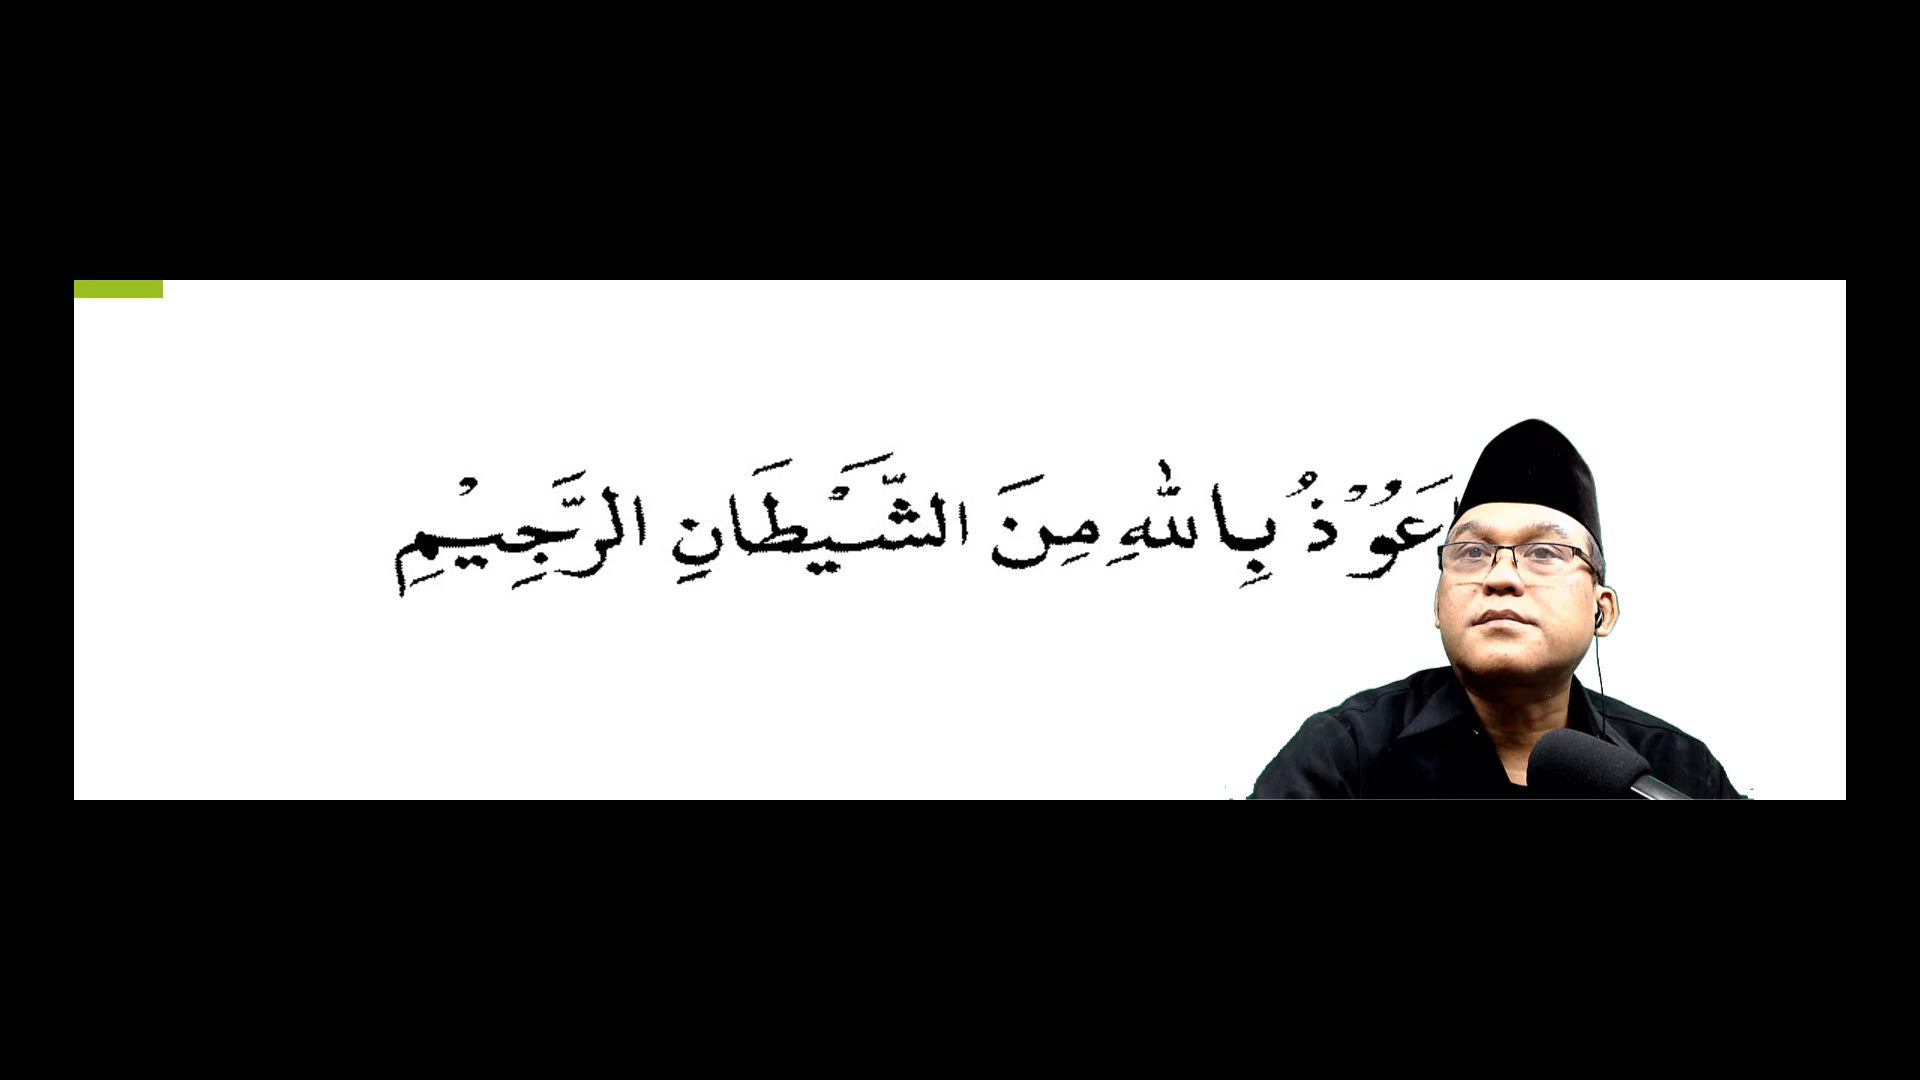 عَوُْذُ بِاللهِ مِنَ الشَّيْطَانِ الرَّجِيْمِ